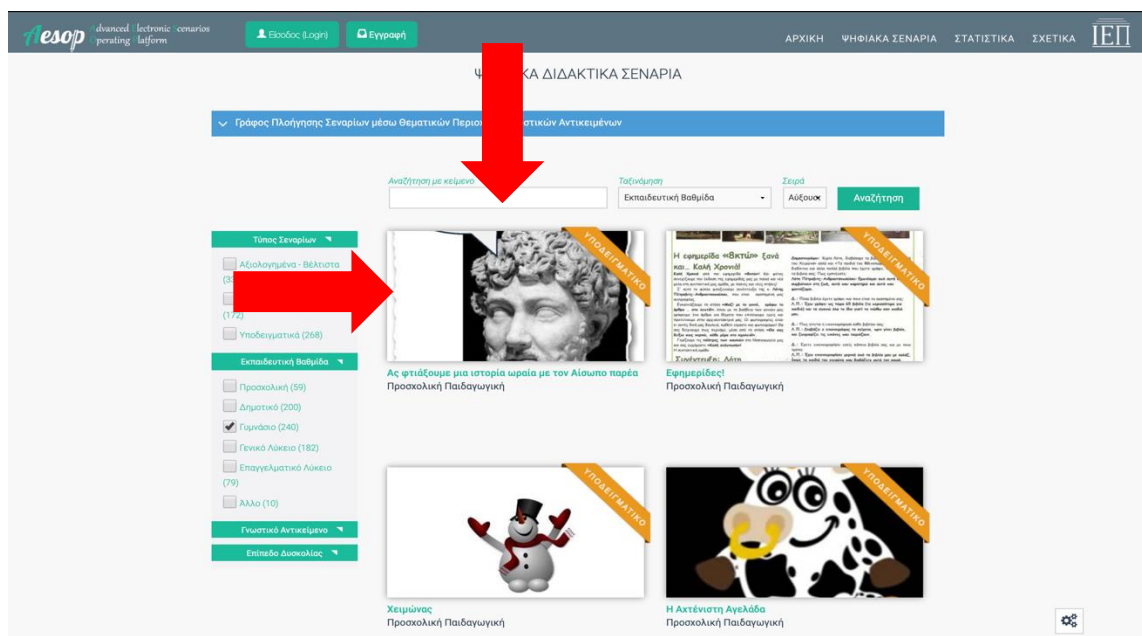 Aesop Advanced Electronic Scenarios
Operating Platform
Είσοδος (Login)
Εγγραφή
ΑΡΧΙΚΗ ΨΗΦΙΑΚΑ ΣΕΝΑΡΙΑ ΣΤΑΤΙΣΤΙΚΑ ΣΧΕΤΙΚΑ ΙΕΠ
ΚΑ ΔΙΔΑΚΤΙΚΑ ΣΕΝΑΡΙΑ
Γράφος Πλοήγησης Σεναρίων μέσω Θεματικών Περιοχ στικών Αντικειμένων
Αναζήτηση με κείμενο
Ταξινόμηση
Σειρά
Εκπαιδευτική Βαθμίδα
Αύξουσ
Αναζήτηση
Τύπος Σεναρίων
Αξιολογημένα - Βέλτιστα
(172)
Υποδειγματικά (268)
Εκπαιδευτική Βαθμίδα
Προσχολική (59)
Δημοτικό (200)
Γυμνάσιο (240)
Γενικό Λύκειο (182)
Επαγγελματικό Λύκειο
(79)
Άλλο (10)
Γνωστικό Αντικείμενο
Επίπεδο Δυσκολίας
ΥΠΟΔΕΙΓΜΑΤΙΚΟ
Ας φτιάξουμε μια ιστορία ωραία με τον Αίσωπο παρέα
Προσχολική Παιδαγωγική
Η εφημερίδα «Βκτώ» ξανά
και... Καλή Χρονιά!
Συνέντευξη: Λότη
ΥΠΟΔΕΙΓΜΑΤΙΚΟ
Εφημερίδες!
Προσχολική Παιδαγωγική
ΥΠΟΔΕΙΓΜΑΤΙΚΟ
Χειμώνας
Προσχολική Παιδαγωγική
ΥΠΟΔΕΙΓΜΑΤΙΚΟ
Η Αχτένιστη Αγελάδα
Προσχολική Παιδαγωγική